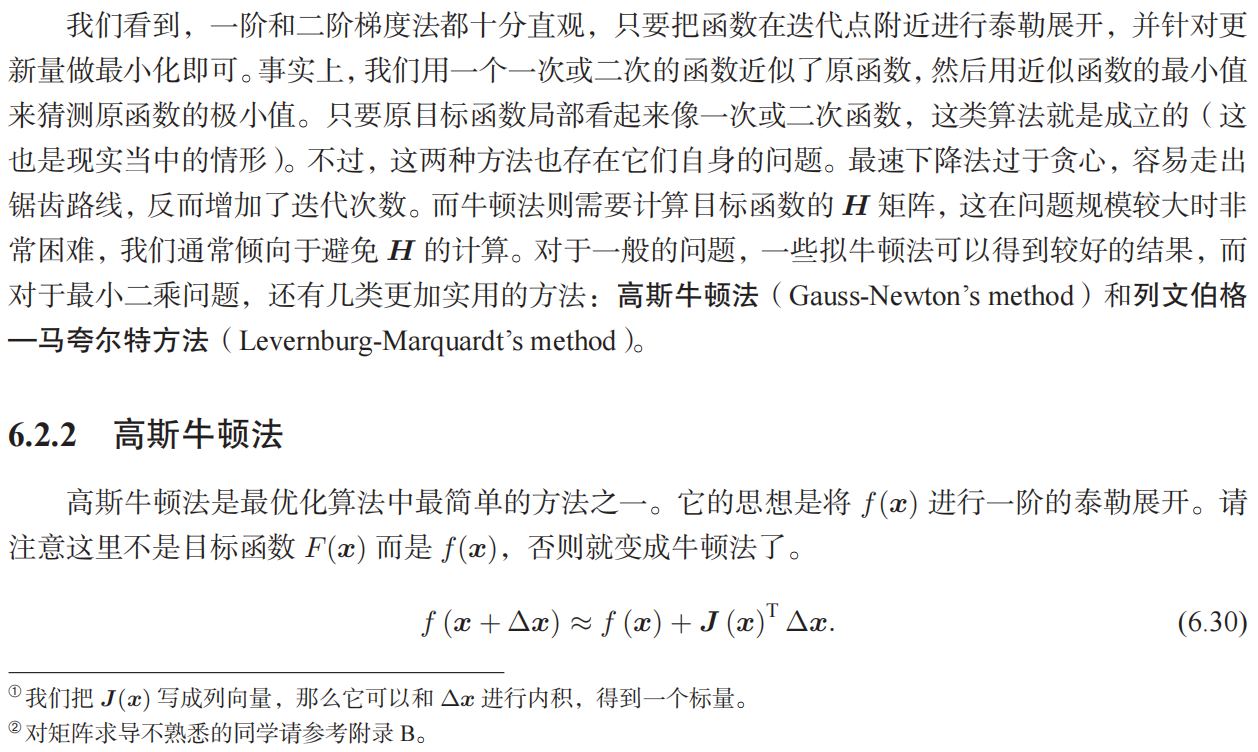 我们看到，一阶和二阶梯度法都十分直观，只要把函数在迭代点附近进行泰勒展开，并针对更
新量做最小化即可。事实上，我们用一个一次或二次的函数近似了原函数，然后用近似函数的最小值
来猜测原函数的极小值。只要原目标函数局部看起来像一次或二次函数，这类算法就是成立的（这
也是现实当中的情形）。不过，这两种方法也存在它们自身的问题。最速下降法过于贪心，容易走出
锯齿路线，反而增加了迭代次数。而牛顿法则需要计算目标函数的 H 矩阵，这在问题规模较大时非
常困难，我们通常倾向于避免 H 的计算。对于一般的问题，一些拟牛顿法可以得到较好的结果，而
对于最小二乘问题，还有几类更加实用的方法：高斯牛顿法（Gauss-Newton's method）和列文伯格
—马夸尔特方法（Levernburg-Marquardt's method）。
6.2.2 高斯牛顿法
高斯牛顿法是最优化算法中最简单的方法之一。它的思想是将 f(x) 进行一阶的泰勒展开。请
注意这里不是目标函数 F(x) 而是 f(x)，否则就变成牛顿法了。
f (x + Δx) ≈ f (x) + J (x)^T Δx. (6.30)
① 我们把 J(x) 写成列向量，那么它可以和 Δx 进行内积，得到一个标量。
② 对矩阵求导不熟悉的同学请参考附录 B。